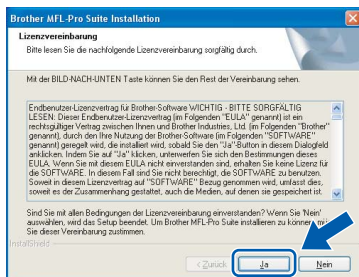 Brother MFL-Pro Suite Installation
Lizenzvereinbarung
Bitte lesen Sie die nachfolgende Lizenzvereinbarung sorgfältig durch.
Mit der BILD-NACH-UNTEN Taste können Sie den Rest der Vereinbarung sehen.
Endbenutzer-Lizenzvertrag für Brother-Software WICHTIG - BITTE SORGFÄLTIG
LESEN: Dieser Endbenutzer-Lizenzvertrag (im Folgenden "EULA" genannt) ist ein
rechtsgültiger Vertrag zwischen Ihnen und Brother Industries, Ltd. (im Folgenden "Brother"
genannt), durch den Ihre Nutzung der Brother-Software (im Folgenden "SOFTWARE"
genannt) geregelt wird, die installiert wird, sobald Sie den "Ja"-Button in diesem Dialogfeld
anklicken. Indem Sie auf "Ja" klicken, unterwerfen Sie sich den Bestimmungen dieses
EULA. Wenn Sie mit diesem EULA nicht einverstanden sind, erhalten Sie keine Lizenz für
die SOFTWARE. In diesem Fall sind Sie nicht berechtigt, die SOFTWARE zu benutzen.
Soweit in diesem Lizenzvertrag auf "SOFTWARE" Bezug genommen wird, umfasst dies,
soweit es der Zusammenhang gestattet, auch die Medien, auf denen sie gespeichert ist.
Sind Sie mit allen Bedingungen der Lizenzvereinbarung einverstanden? Wenn Sie 'Nein'
auswählen, wird das Setup beendet. Um Brother MFL-Pro Suite installieren zu können, mü
Sie dieser Vereinbarung zustimmen.
InstallShield
< Zurück
Ja
Nein